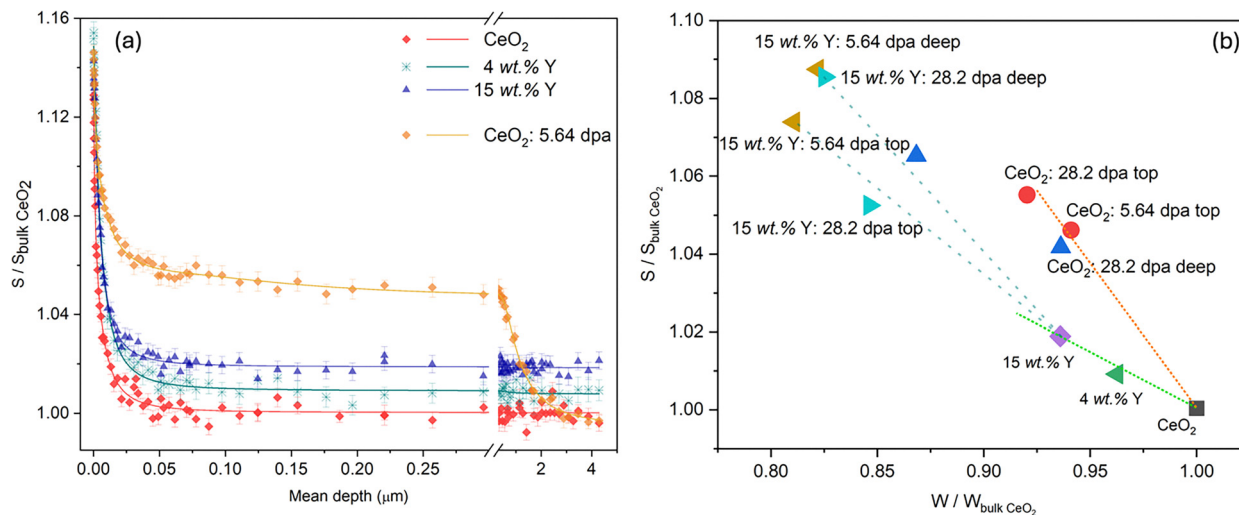 (a)
CeO2
4 wt.% Y
15 wt.% Y
CeO2: 5.64 dpa
1.16
1.12
1.08
1.04
1.00
S / Sbulk CeO2
0.00 0.05 0.10 0.15 0.20 0.25 2 4
Mean depth (μm)
(b)
15 wt.% Y: 5.64 dpa deep
15 wt.% Y: 28.2 dpa deep
15 wt.% Y: 5.64 dpa top
CeO2: 28.2 dpa top
CeO2: 5.64 dpa top
15 wt.% Y: 28.2 dpa top
CeO2: 28.2 dpa deep
15 wt.% Y
4 wt.% Y
CeO2
1.10
1.08
1.06
1.04
1.02
1.00
S / Sbulk CeO2
0.80 0.85 0.90 0.95 1.00
W / Wbulk CeO2